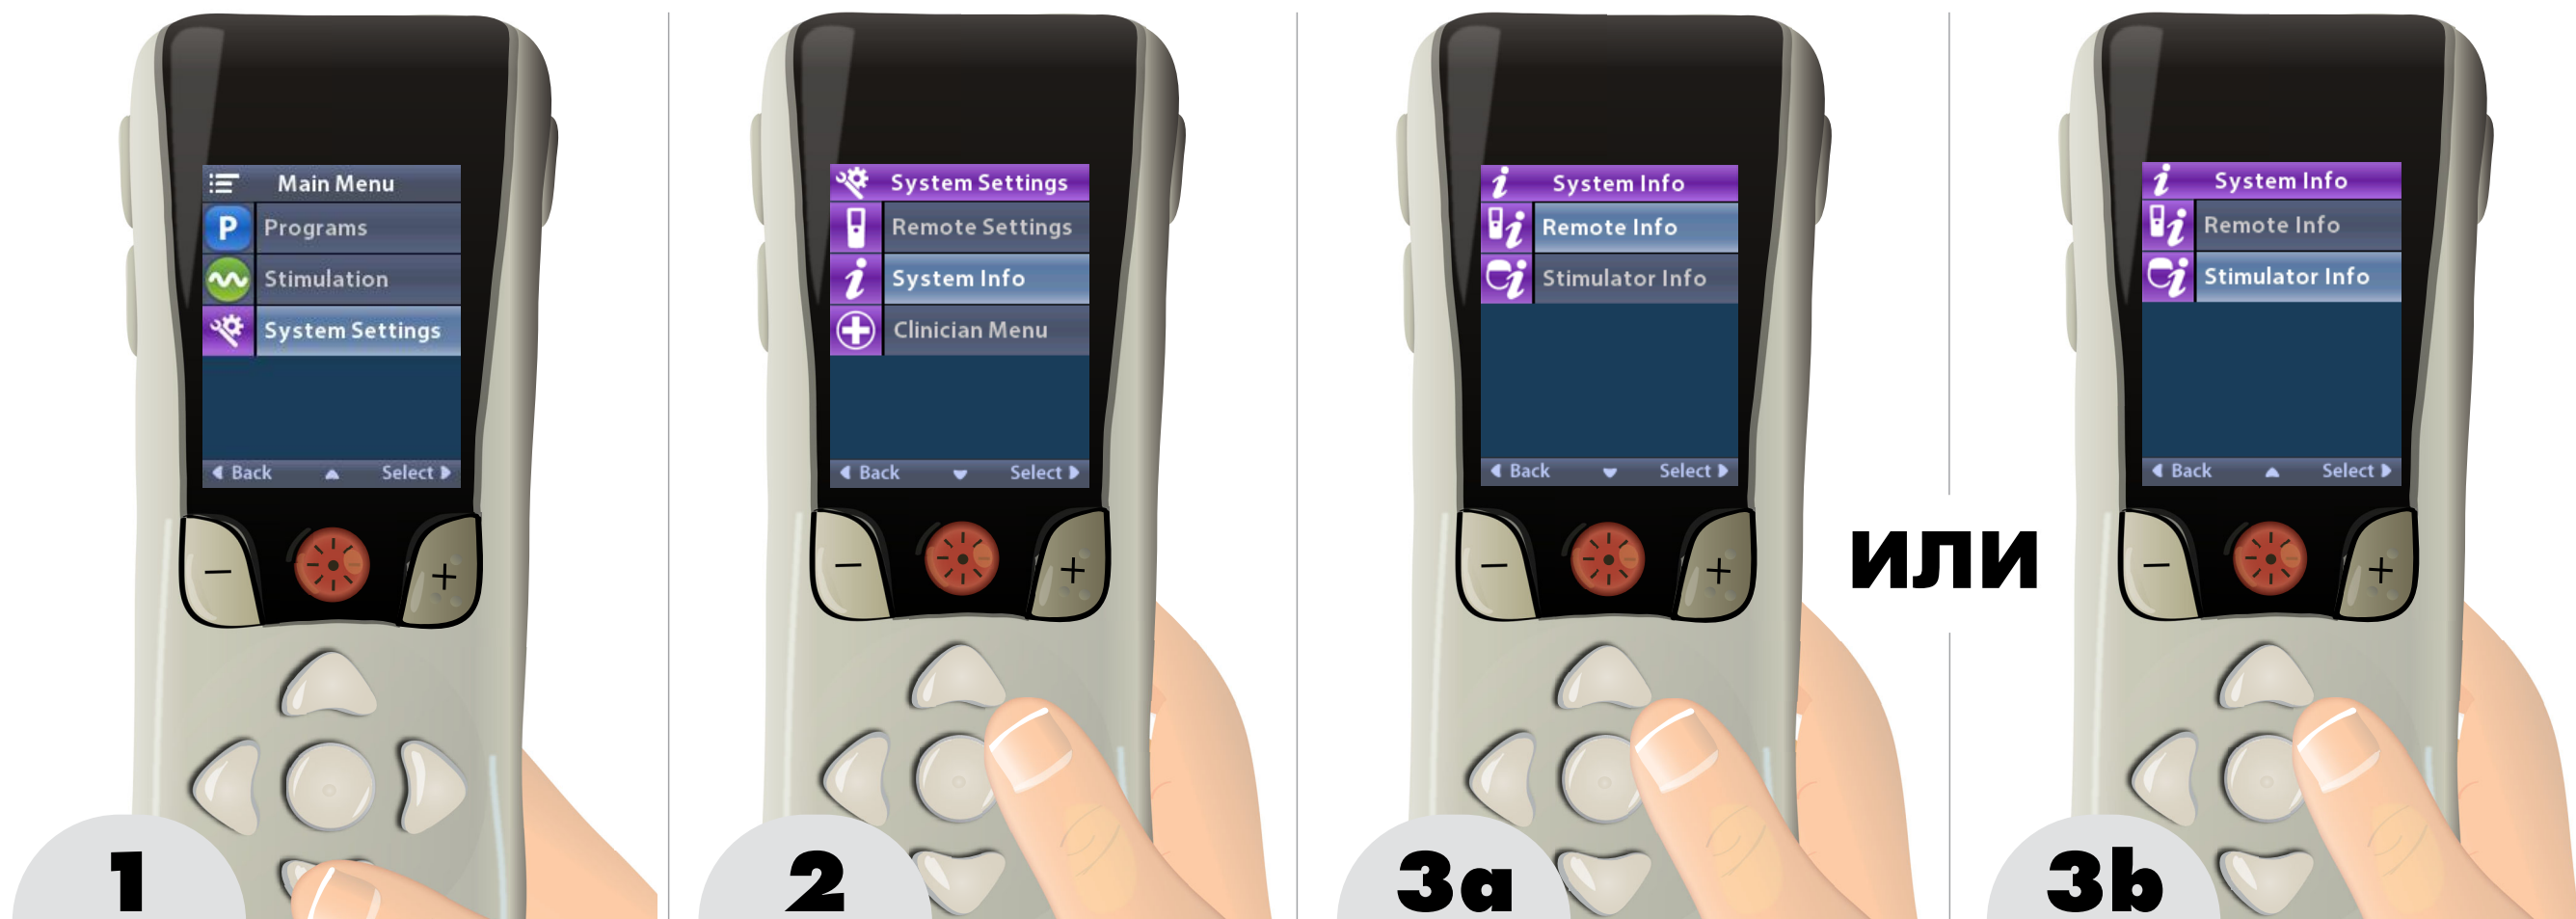 Main Menu
P Programs
Stimulation
System Settings
Back Select
− +
1
System Settings
Remote Settings
i System Info
Clinician Menu
Back Select
− +
2
i System Info
i Remote Info
i Stimulator Info
Back Select
− +
3a
или
i System Info
i Remote Info
i Stimulator Info
Back Select
− +
3b